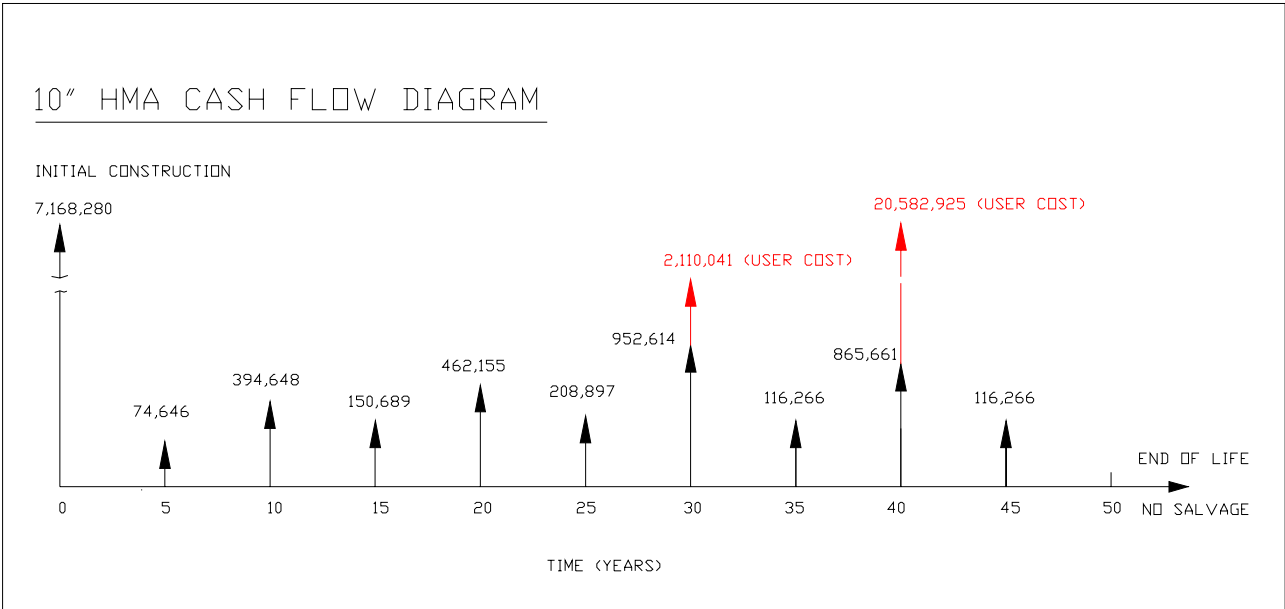 10" HMA CASH FLOW DIAGRAM
INITIAL CONSTRUCTION
7,168,280
20,582,925 (USER COST)
2,110,041 (USER COST)
952,614
865,661
462,155
394,648
208,897
150,689
116,266
116,266
74,646
END OF LIFE
0 5 10 15 20 25 30 35 40 45 50
NO SALVAGE
TIME (YEARS)